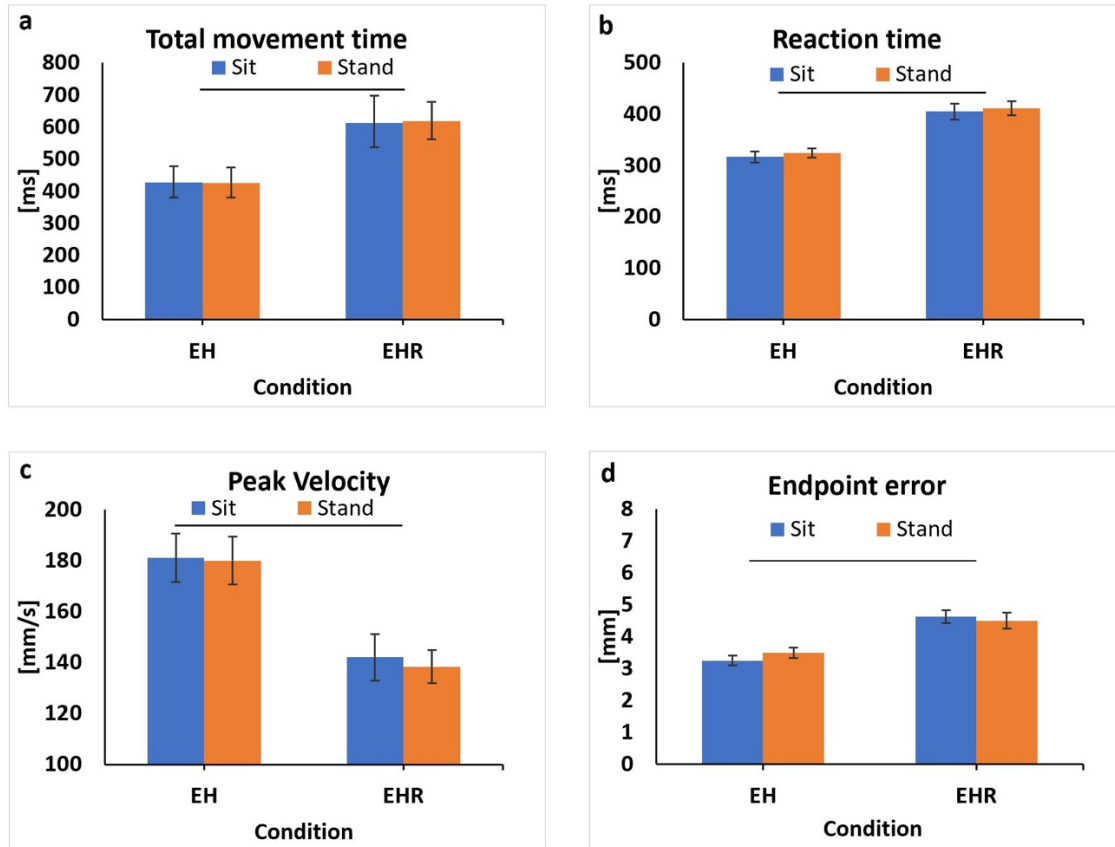 a
Total movement time
Sit Stand
800
700
600
500
400
300
200
100
0
[ms]
EH EHR
Condition
b
Reaction time
Sit Stand
500
400
300
200
100
0
[ms]
EH EHR
Condition
c
Peak Velocity
Sit Stand
200
180
160
140
120
100
[mm/s]
EH EHR
Condition
d
Endpoint error
Sit Stand
8
7
6
5
4
3
2
1
0
[mm]
EH EHR
Condition